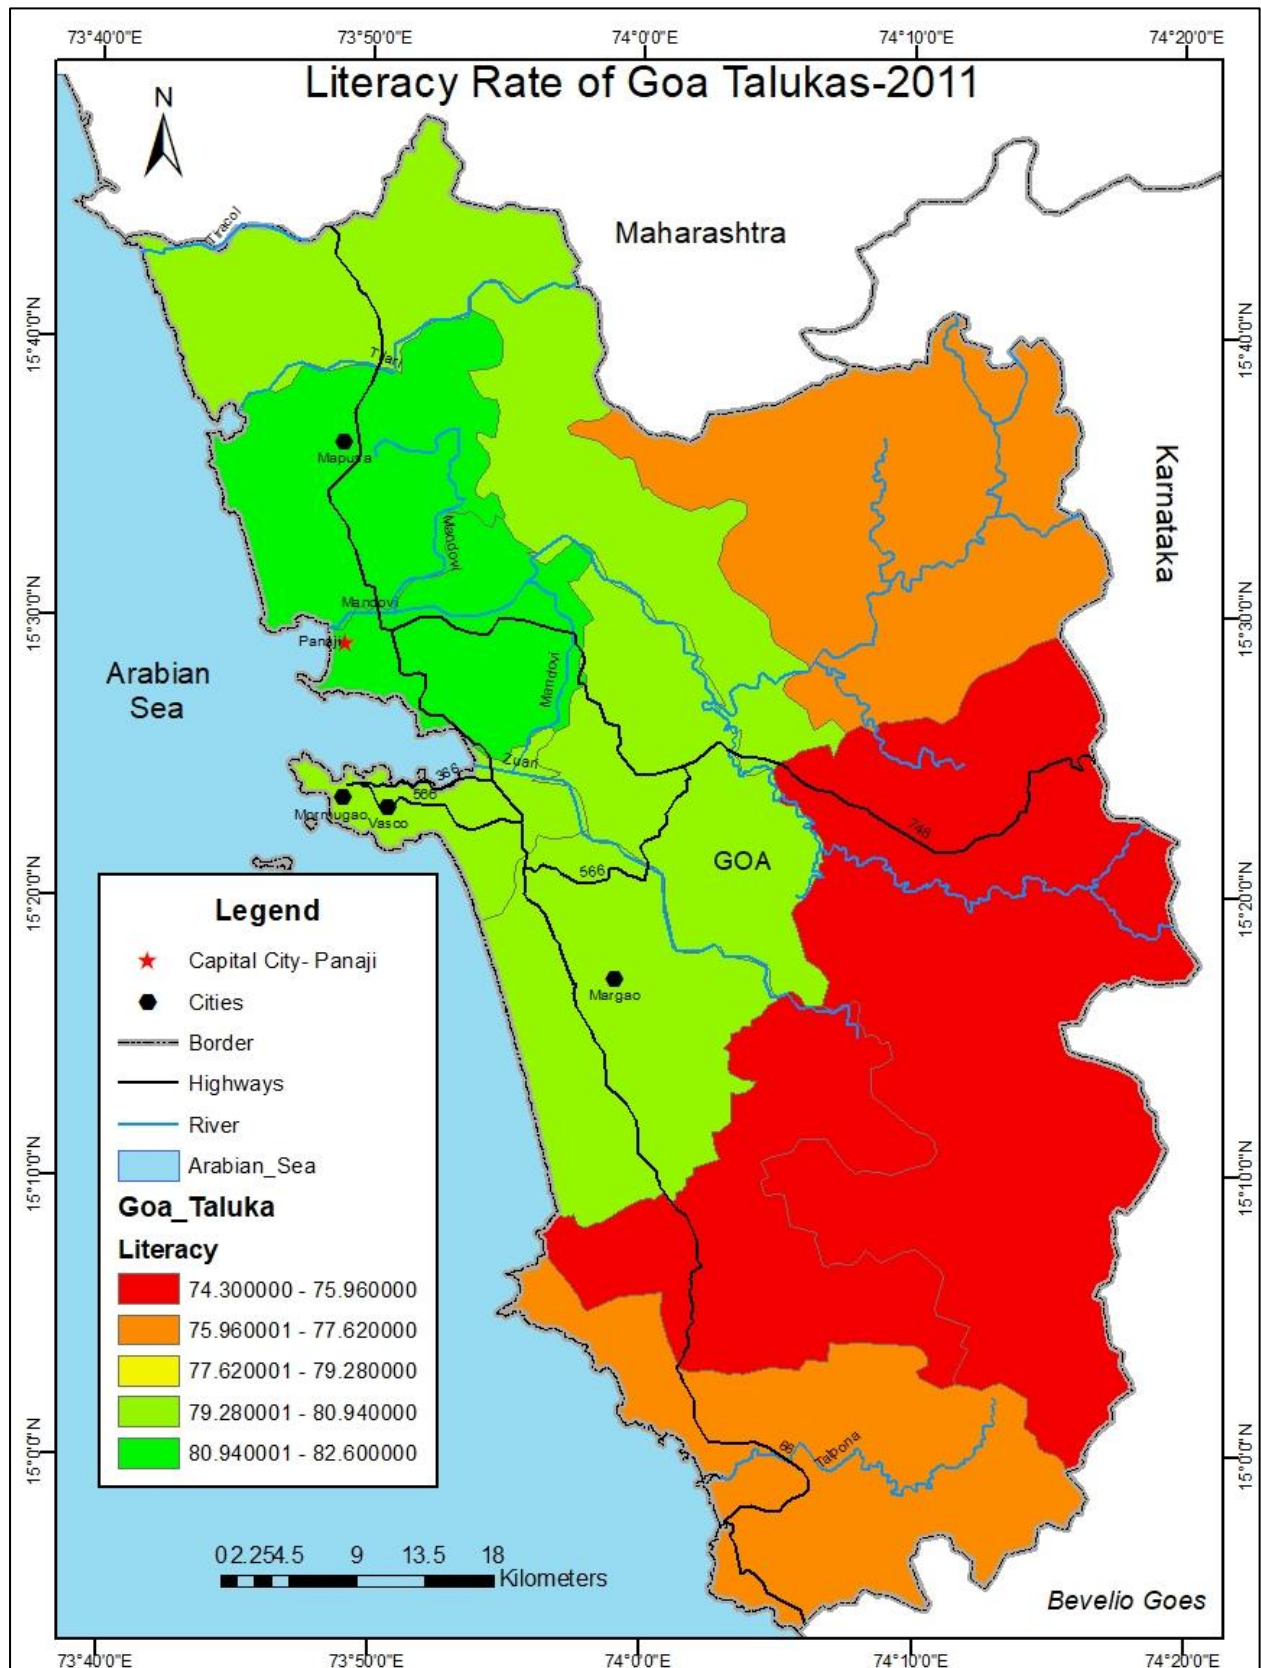 73°40'0"E 73°50'0"E 74°0'0"E 74°10'0"E 74°20'0"E
Literacy Rate of Goa Talukas-2011
N
Tiracol
Maharashtra
15°40'0"N
15°40'0"N
Tilari
Mapusa
Karnataka
Mandovi
Mandovi
15°30'0"N
15°30'0"N
Panaji
Mandovi
Arabian
Sea
Zuari
366
566
Mormugao
Vasco
748
566
GOA
15°20'0"N
15°20'0"N
Margao
Legend
Capital City- Panaji
Cities
Border
Highways
River
Arabian_Sea
Goa_Taluka
Literacy
74.300000 - 75.960000
75.960001 - 77.620000
77.620001 - 79.280000
79.280001 - 80.940000
80.940001 - 82.600000
15°10'0"N
15°10'0"N
66
Talpona
15°0'0"N
15°0'0"N
0 2.25 4.5 9 13.5 18
Kilometers
Bevelio Goes
73°40'0"E 73°50'0"E 74°0'0"E 74°10'0"E 74°20'0"E